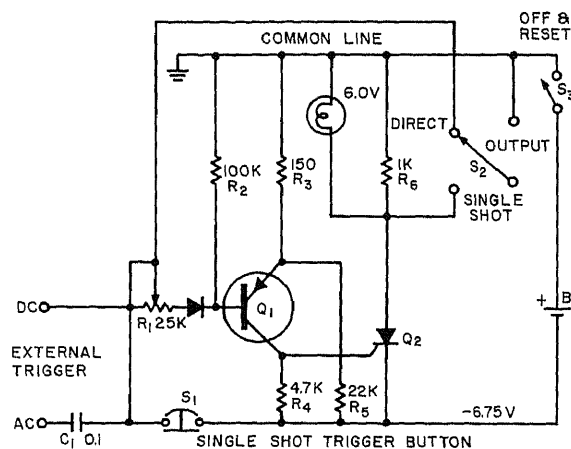 OFF &
RESET
COMMON LINE
S3
6.0V
DIRECT
OUTPUT
100K
R2
150
R3
1K
R6
S2
SINGLE
SHOT
DC
R1 25K
Q1
Q2
+ B
EXTERNAL
TRIGGER
S1
4.7K
R4
22K
R5
-6.75 V
AC
C1 0.1
SINGLE SHOT TRIGGER BUTTON